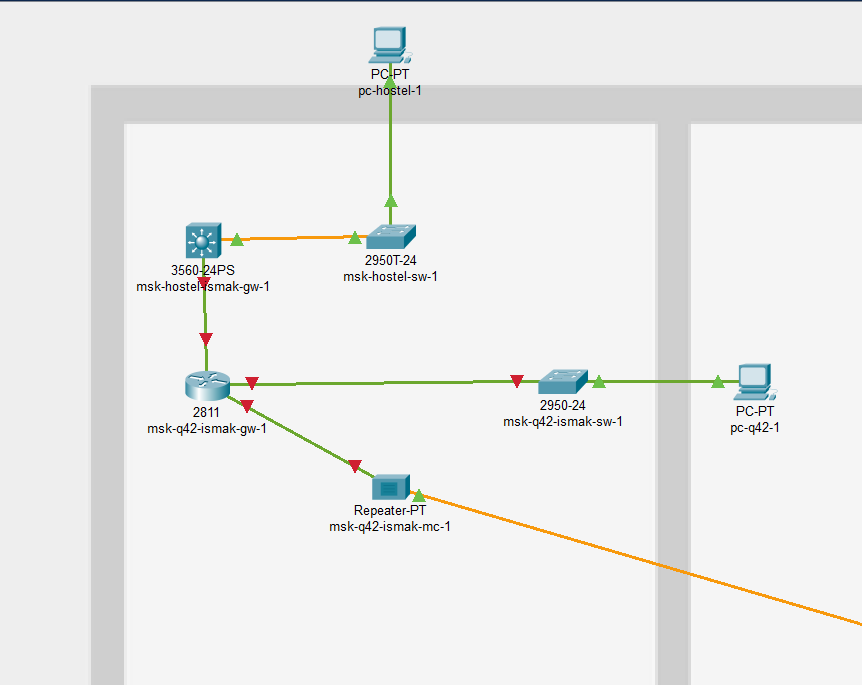 PC-PT
pc-hostel-1
3560-24PS
msk-hostel-ismak-gw-1
2950T-24
msk-hostel-sw-1
2811
msk-q42-ismak-gw-1
2950-24
msk-q42-ismak-sw-1
PC-PT
pc-q42-1
Repeater-PT
msk-q42-ismak-mc-1